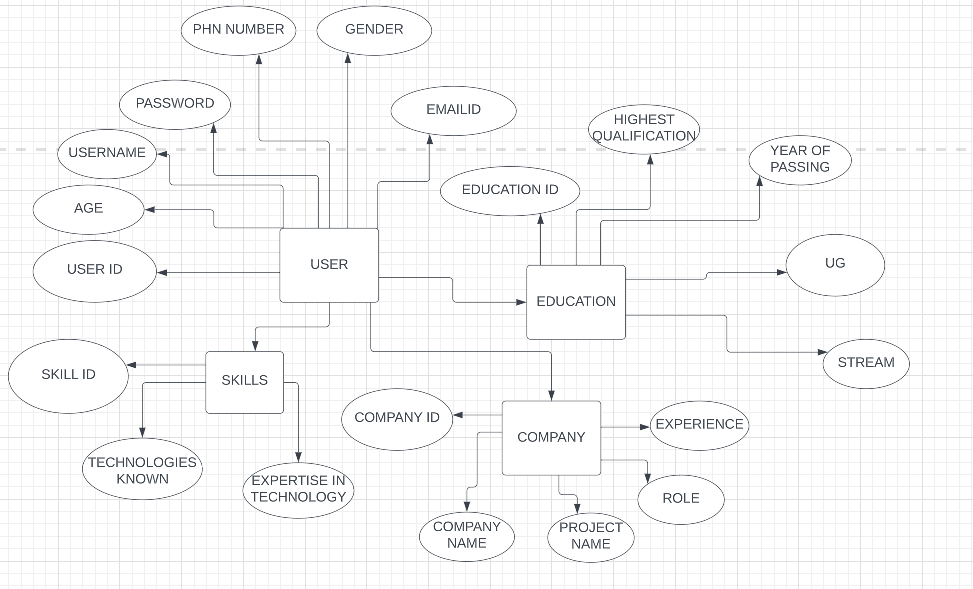 PHN NUMBER
GENDER
PASSWORD
EMAILID
HIGHEST
QUALIFICATION
USERNAME
YEAR OF
PASSING
EDUCATION ID
AGE
USER
USER ID
UG
EDUCATION
SKILL ID
SKILLS
STREAM
COMPANY ID
EXPERIENCE
COMPANY
TECHNOLOGIES
KNOWN
EXPERTISE IN
TECHNOLOGY
ROLE
COMPANY
NAME
PROJECT
NAME